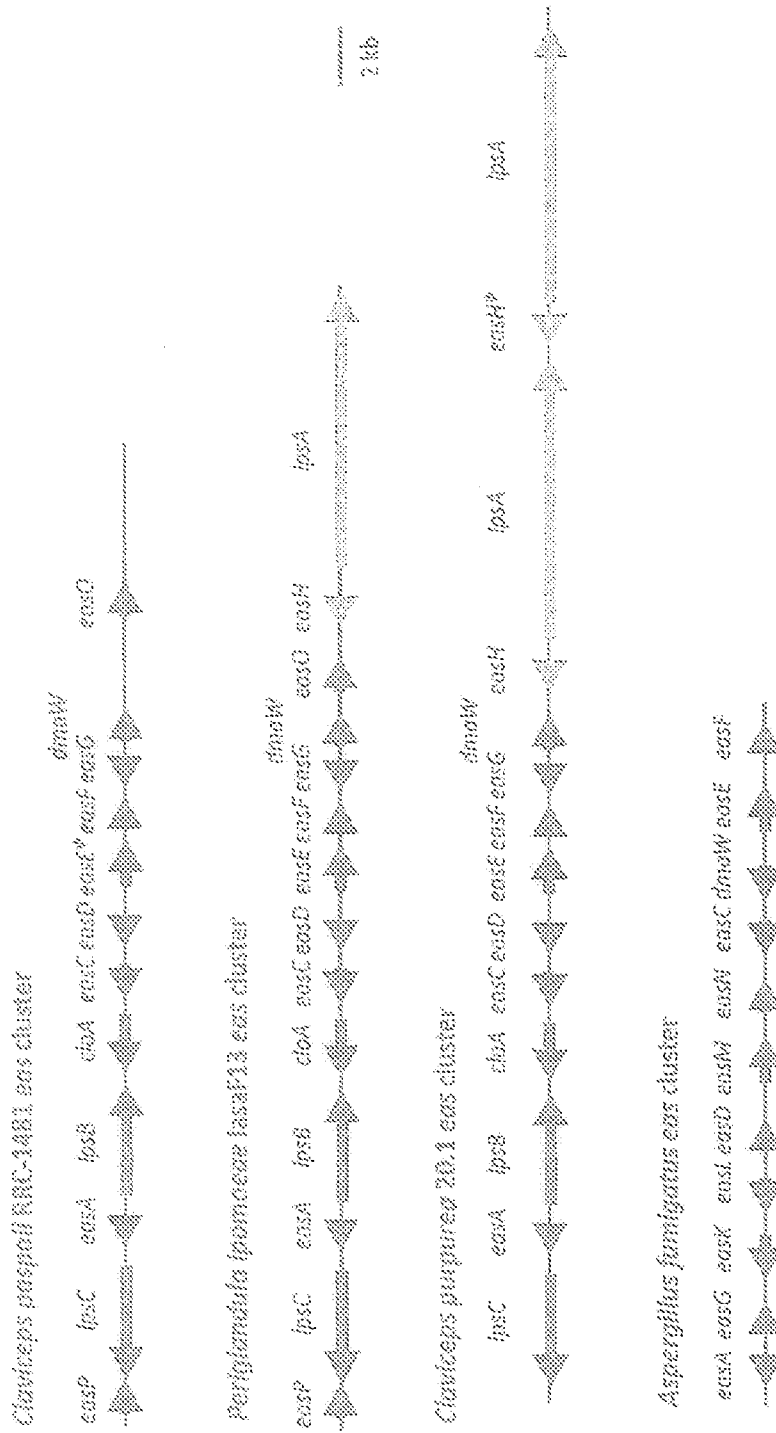 Claviceps paspali RRC-1481 eas cluster
easP lpsC easA lpsB cloA easC easD easEΨ easF easG dmaW easO
Periglandula ipomoeae IasaF13 eas cluster
easP lpsC easA lpsB cloA easC easD easE easF easG dmaW easO easH lpsA
2 kb
Claviceps purpurea 20.1 eas cluster
lpsC easA lpsB cloA easC easD easE easF easG dmaW easH lpsA easHΨ lpsA
Aspergillus fumigatus eas cluster
easA easG easK easL easD easM easN easC dmaW easE easF